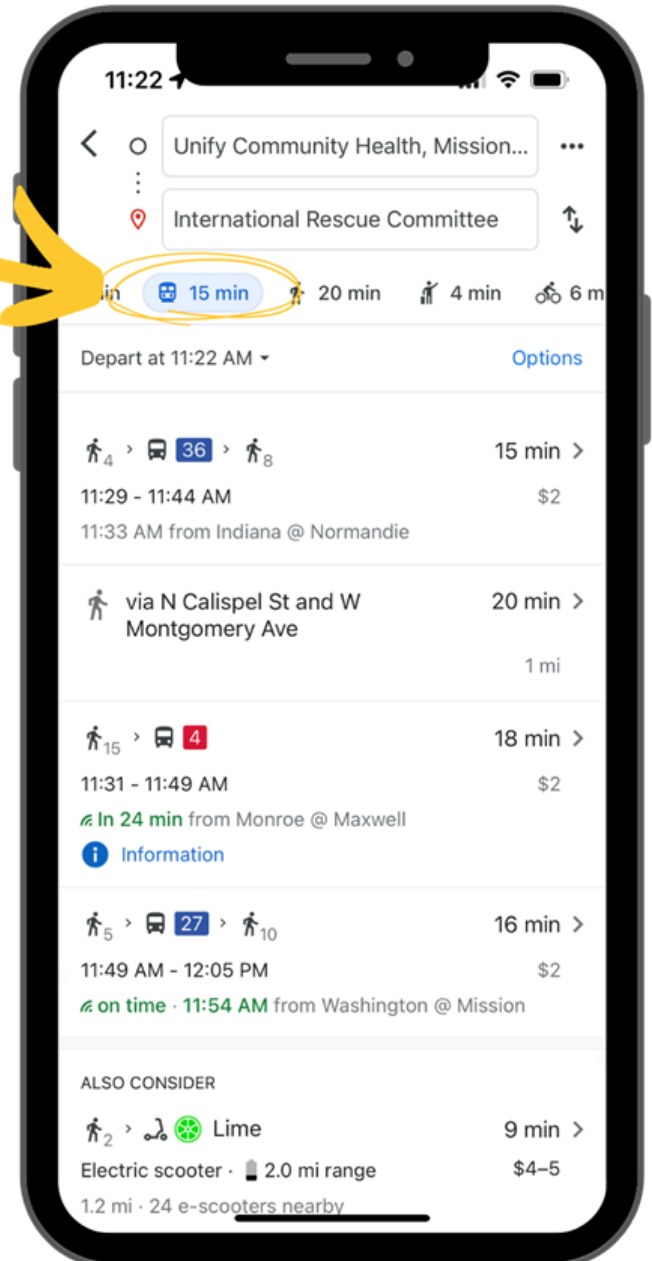 11:22
Unify Community Health, Mission...
International Rescue Committee
in 15 min 20 min 4 min 6 m
Depart at 11:22 AM Options
4 36 8 15 min
11:29 - 11:44 AM $2
11:33 AM from Indiana @ Normandie
via N Calispel St and W 20 min
Montgomery Ave
1 mi
15 4 18 min
11:31 - 11:49 AM $2
In 24 min from Monroe @ Maxwell
i Information
5 27 10 16 min
11:49 AM - 12:05 PM $2
on time · 11:54 AM from Washington @ Mission
ALSO CONSIDER
2 Lime 9 min
Electric scooter · 2.0 mi range $4–5
1.2 mi · 24 e-scooters nearby